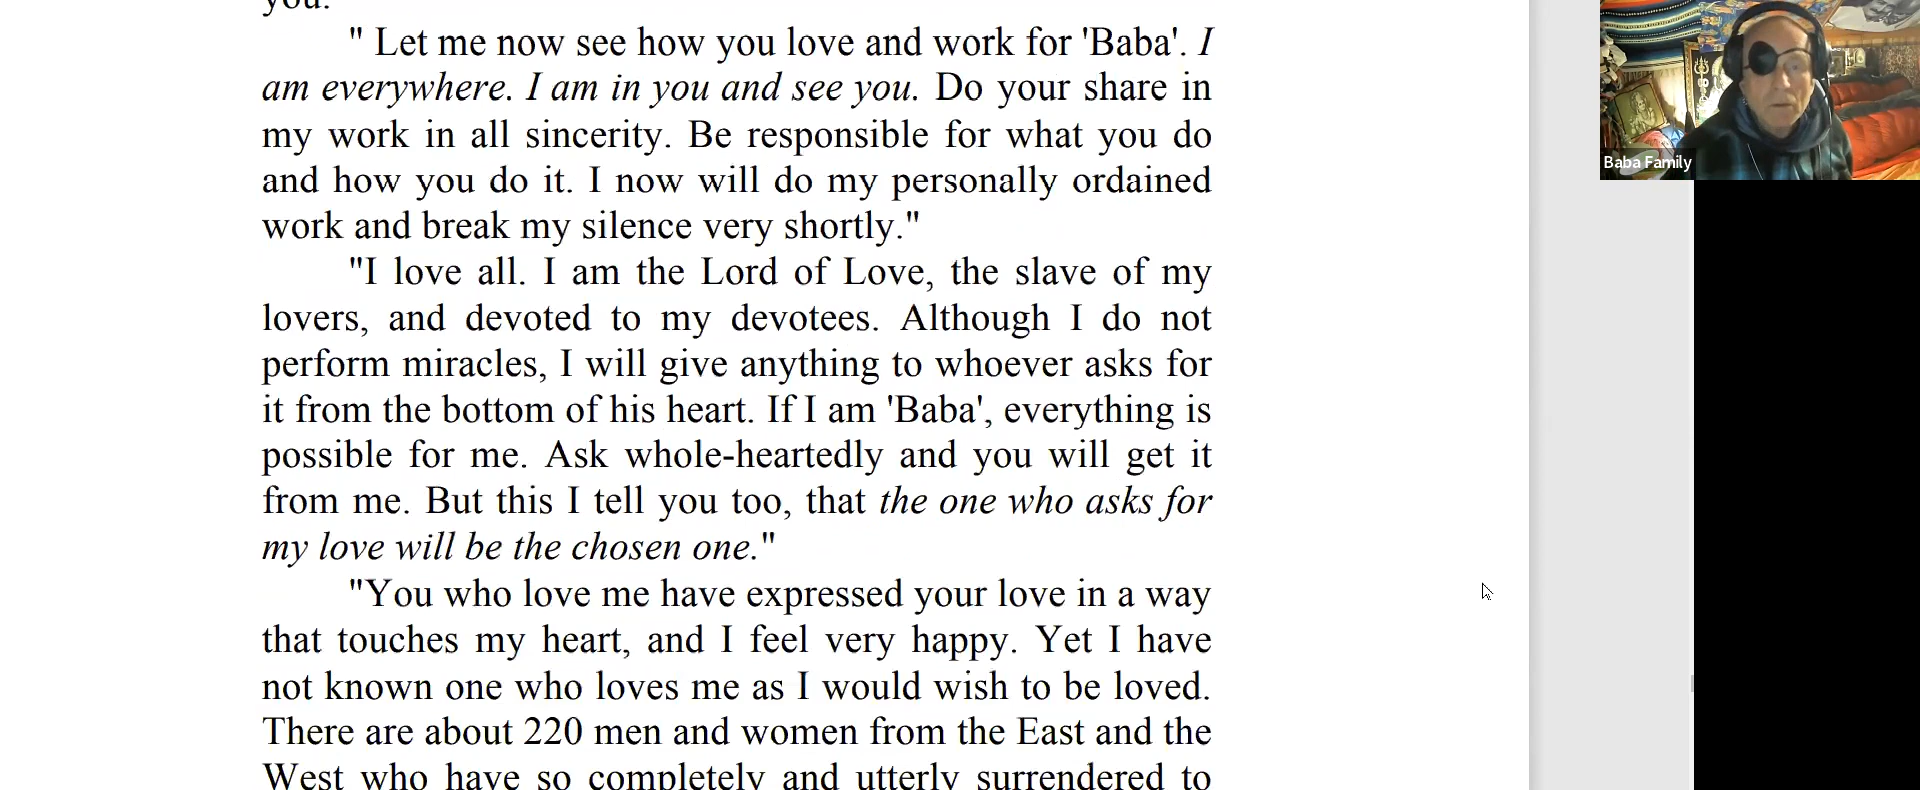 you.
" Let me now see how you love and work for 'Baba'. I
am everywhere. I am in you and see you. Do your share in
my work in all sincerity. Be responsible for what you do
and how you do it. I now will do my personally ordained
work and break my silence very shortly."
"I love all. I am the Lord of Love, the slave of my
lovers, and devoted to my devotees. Although I do not
perform miracles, I will give anything to whoever asks for
it from the bottom of his heart. If I am 'Baba', everything is
possible for me. Ask whole-heartedly and you will get it
from me. But this I tell you too, that the one who asks for
my love will be the chosen one."
"You who love me have expressed your love in a way
that touches my heart, and I feel very happy. Yet I have
not known one who loves me as I would wish to be loved.
There are about 220 men and women from the East and the
West who have so completely and utterly surrendered to
Baba Family